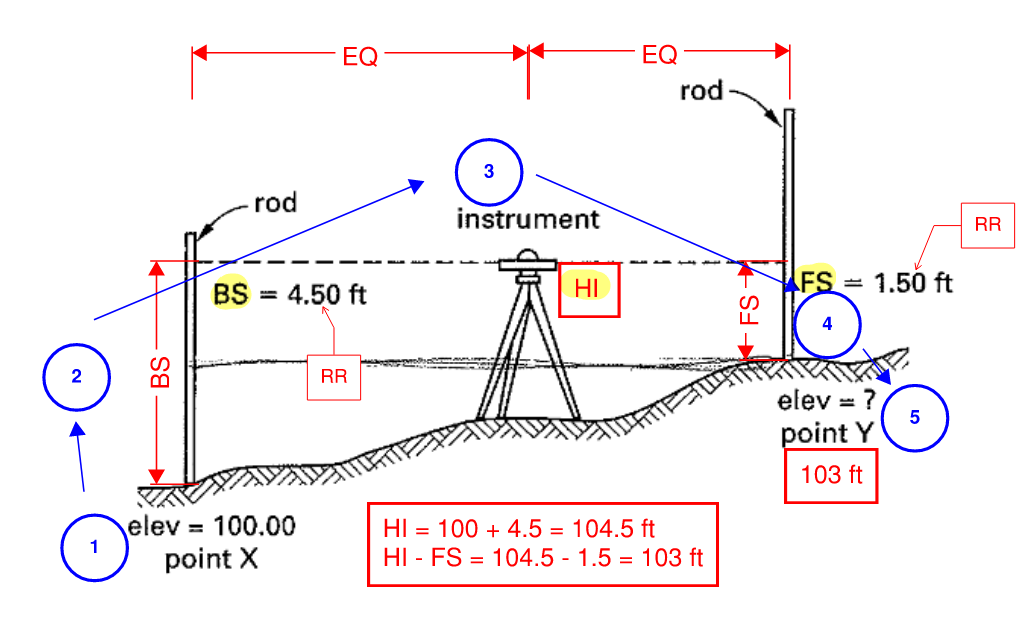 EQ
EQ
rod
3
rod
instrument
RR
BS = 4.50 ft
HI
FS = 1.50 ft
FS
4
BS
RR
2
elev = ?
point Y
5
103 ft
1
elev = 100.00
point X
HI = 100 + 4.5 = 104.5 ft
HI - FS = 104.5 - 1.5 = 103 ft